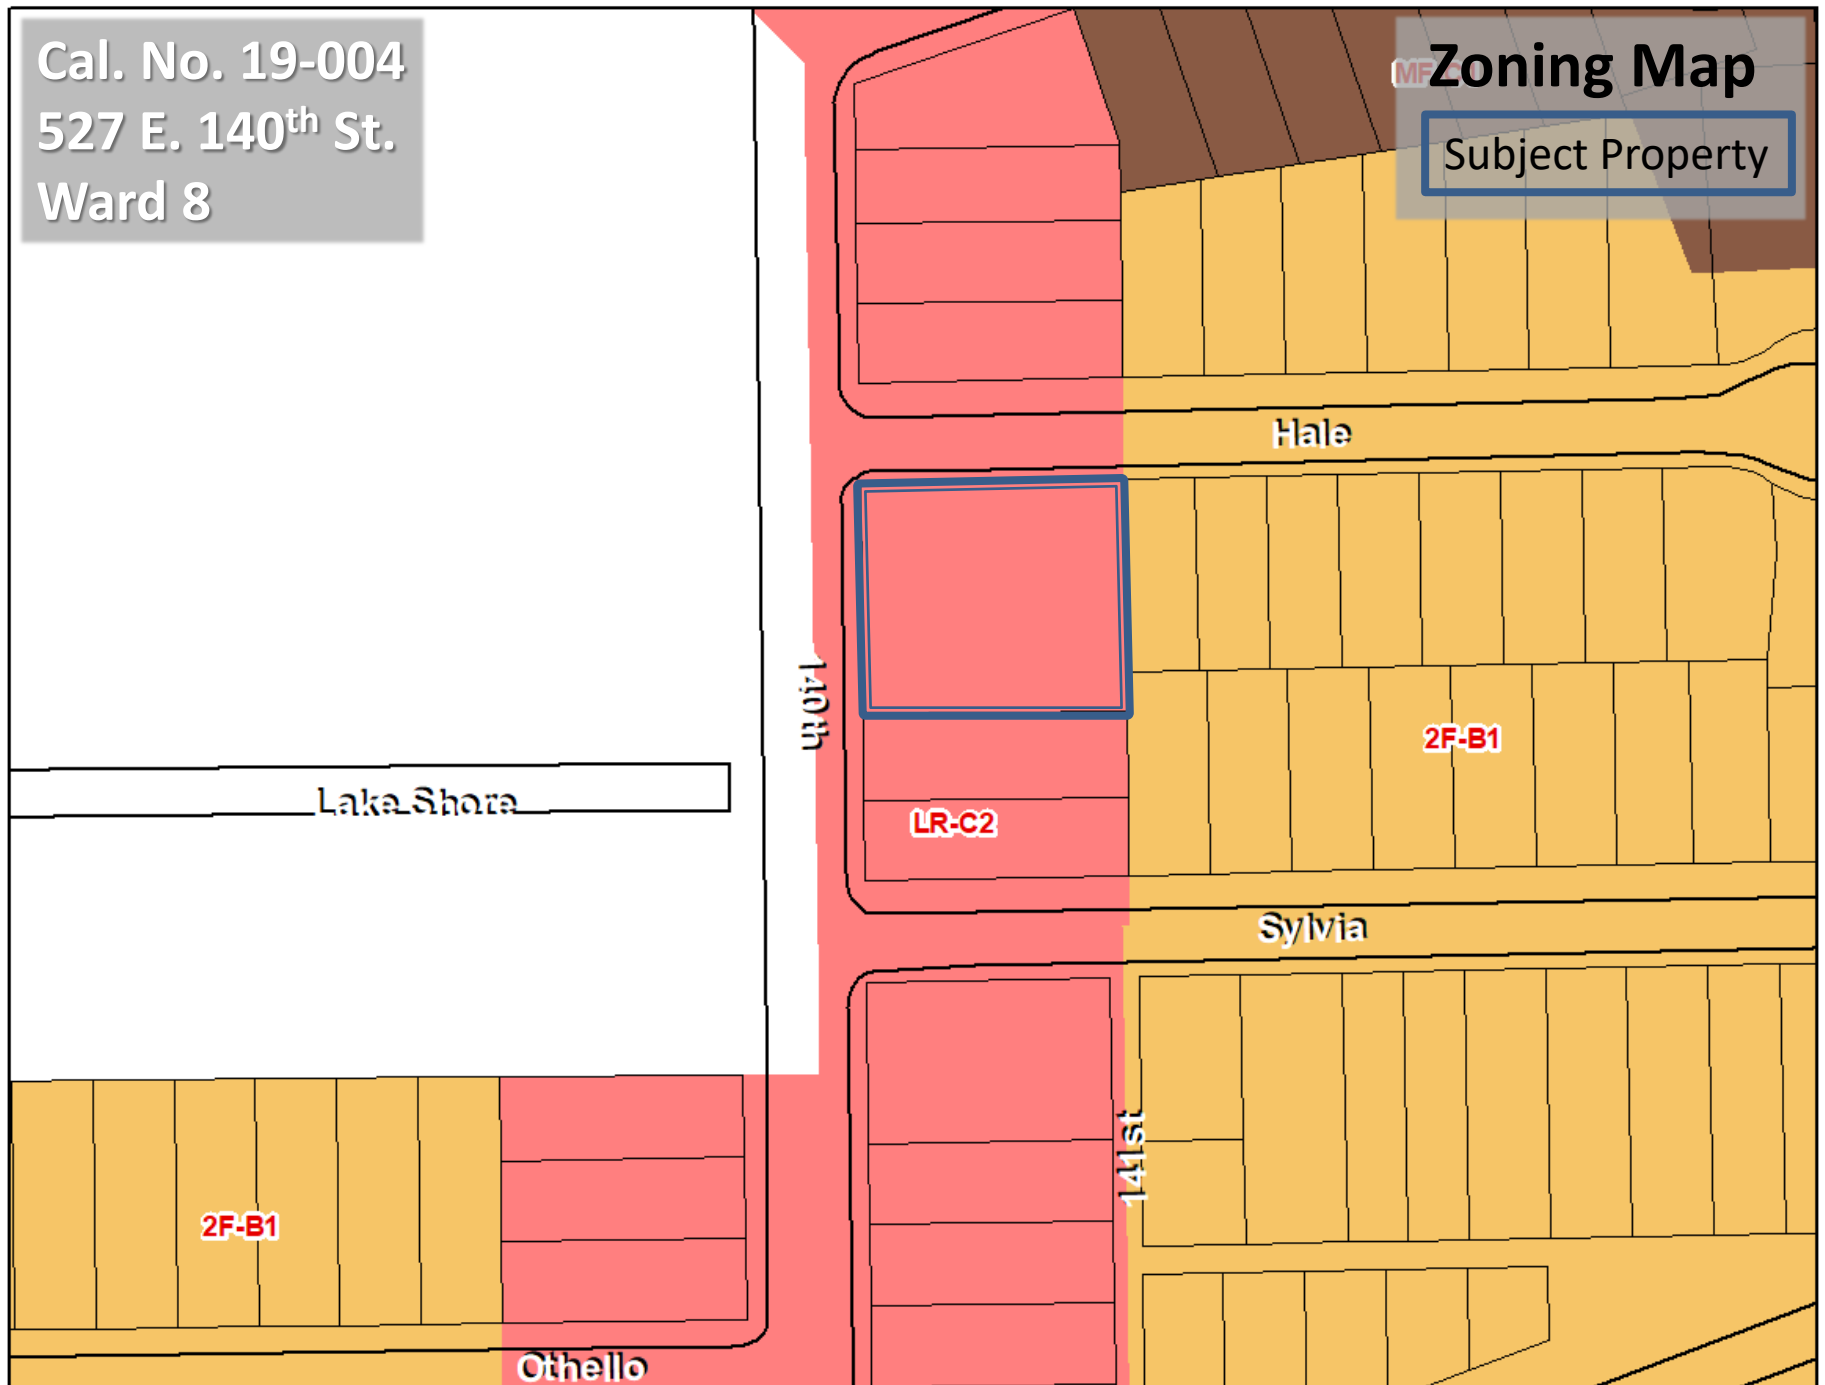 Cal. No. 19-004
527 E. 140th St.
Ward 8
Zoning Map
Subject Property
Hale
140th
2F-B1
Lake Shore
LR-C2
Sylvia
141st
2F-B1
Othello